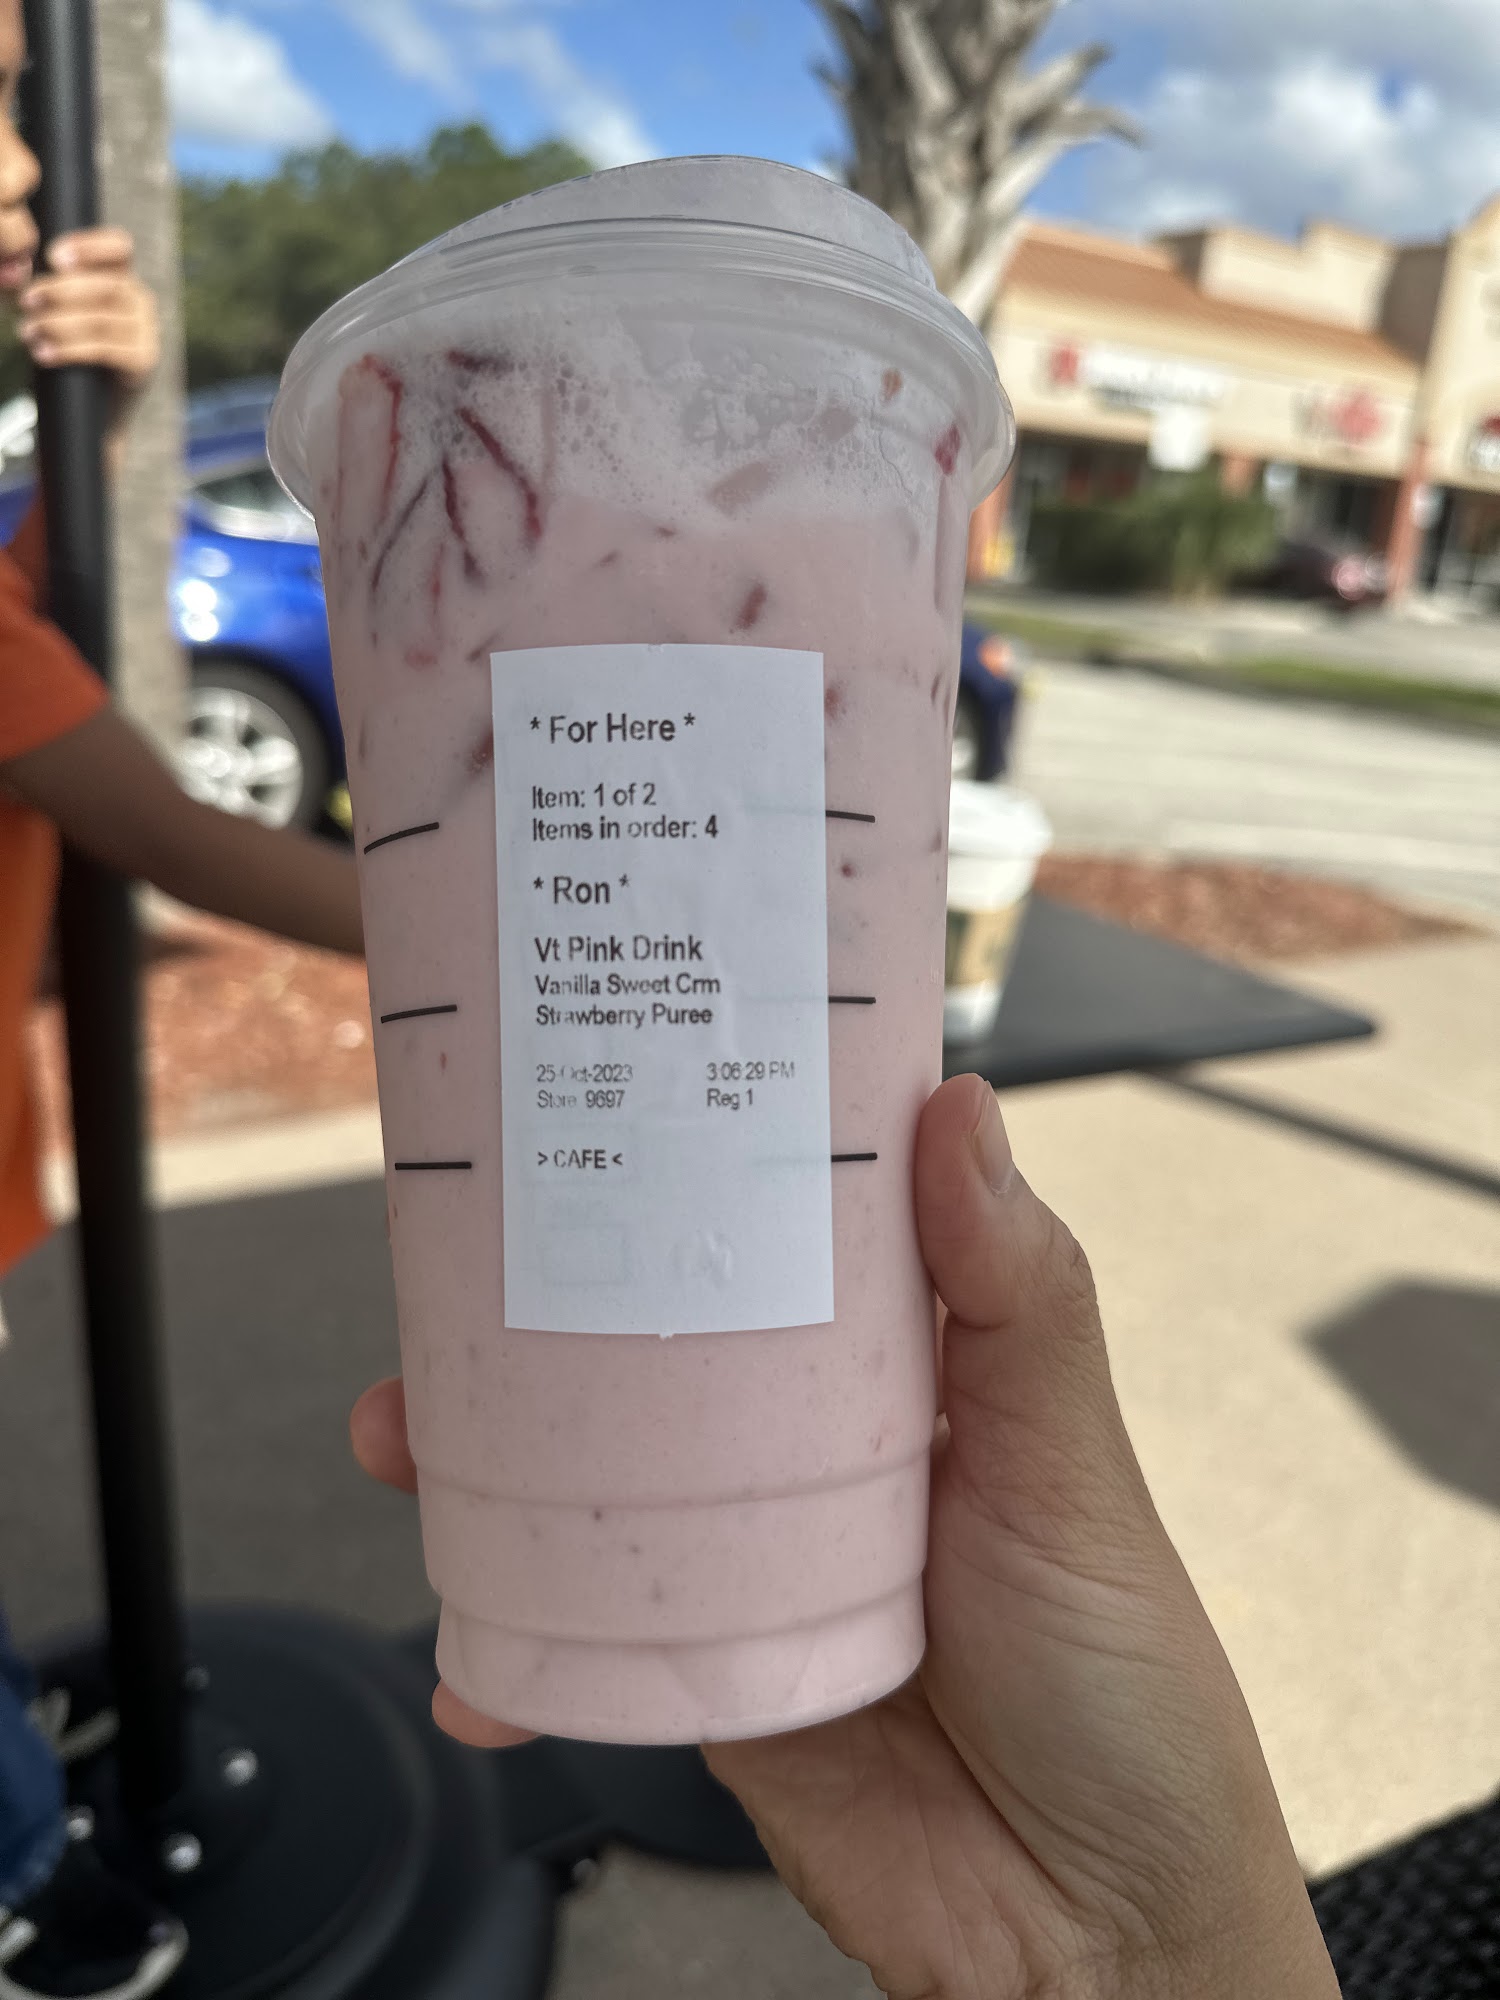 * For Here *
Item: 1 of 2
Items in order: 4
* Ron *
Vt Pink Drink
Vanilla Sweet Crm
Strawberry Puree
25-Oct-2023 3:06:29 PM
Store 9697 Reg 1
> CAFE <